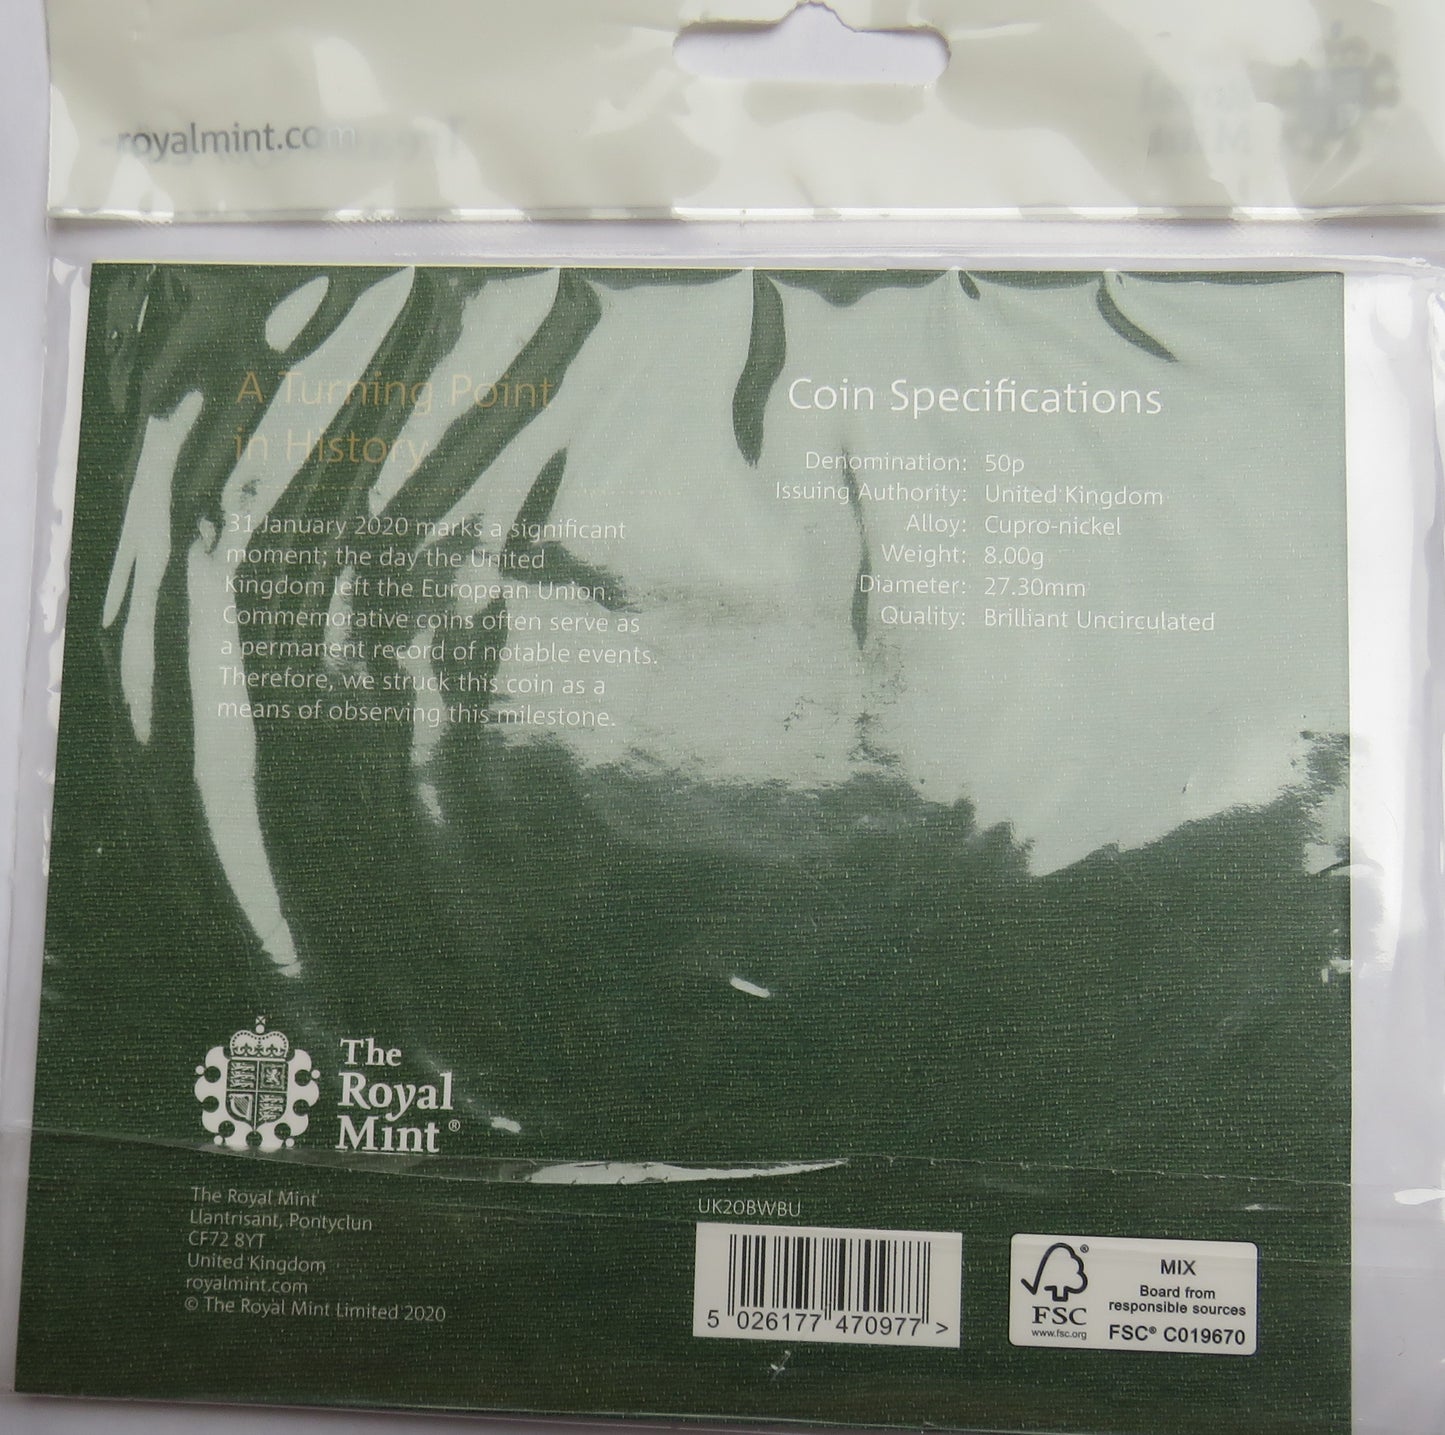 royalmint.com
A Turning Point
in History
31 January 2020 marks a significant
moment; the day the United
Kingdom left the European Union.
Commemorative coins often serve as
a permanent record of notable events.
Therefore, we struck this coin as a
means of observing this milestone.
Coin Specifications
Denomination: 50p
Issuing Authority: United Kingdom
Alloy: Cupro-nickel
Weight: 8.00g
Diameter: 27.30mm
Quality: Brilliant Uncirculated
The
Royal
Mint®
The Royal Mint
Llantrisant, Pontyclun
CF72 8YT
United Kingdom
royalmint.com
© The Royal Mint Limited 2020
UK20BWBU
5 026177 470977 >
FSC
www.fsc.org
MIX
Board from
responsible sources
FSC® C019670